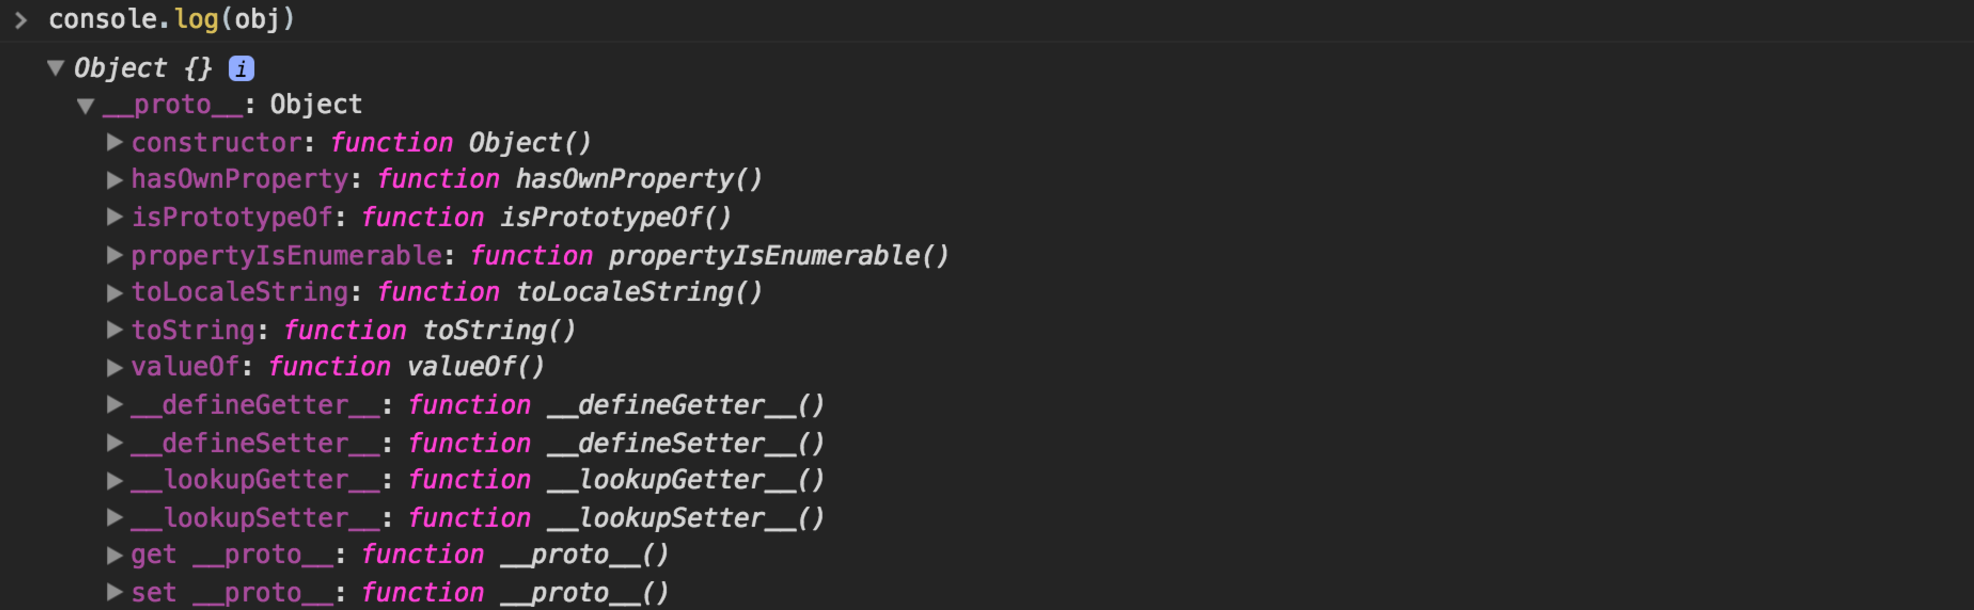 > console.log(obj)
▼ Object {} i
▼ __proto__: Object
▶ constructor: function Object()
▶ hasOwnProperty: function hasOwnProperty()
▶ isPrototypeOf: function isPrototypeOf()
▶ propertyIsEnumerable: function propertyIsEnumerable()
▶ toLocaleString: function toLocaleString()
▶ toString: function toString()
▶ valueOf: function valueOf()
▶ __defineGetter__: function __defineGetter__()
▶ __defineSetter__: function __defineSetter__()
▶ __lookupGetter__: function __lookupGetter__()
▶ __lookupSetter__: function __lookupSetter__()
▶ get __proto__: function __proto__()
▶ set __proto__: function __proto__()